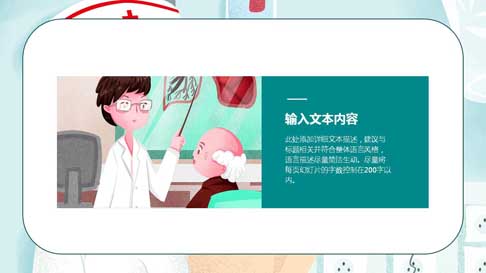 输入文本内容
此处添加详细文本描述，建议与
标题相关并符合整体语言风格，
语言描述尽量简洁生动。尽量将
每页幻灯片的字数控制在200字以
内。